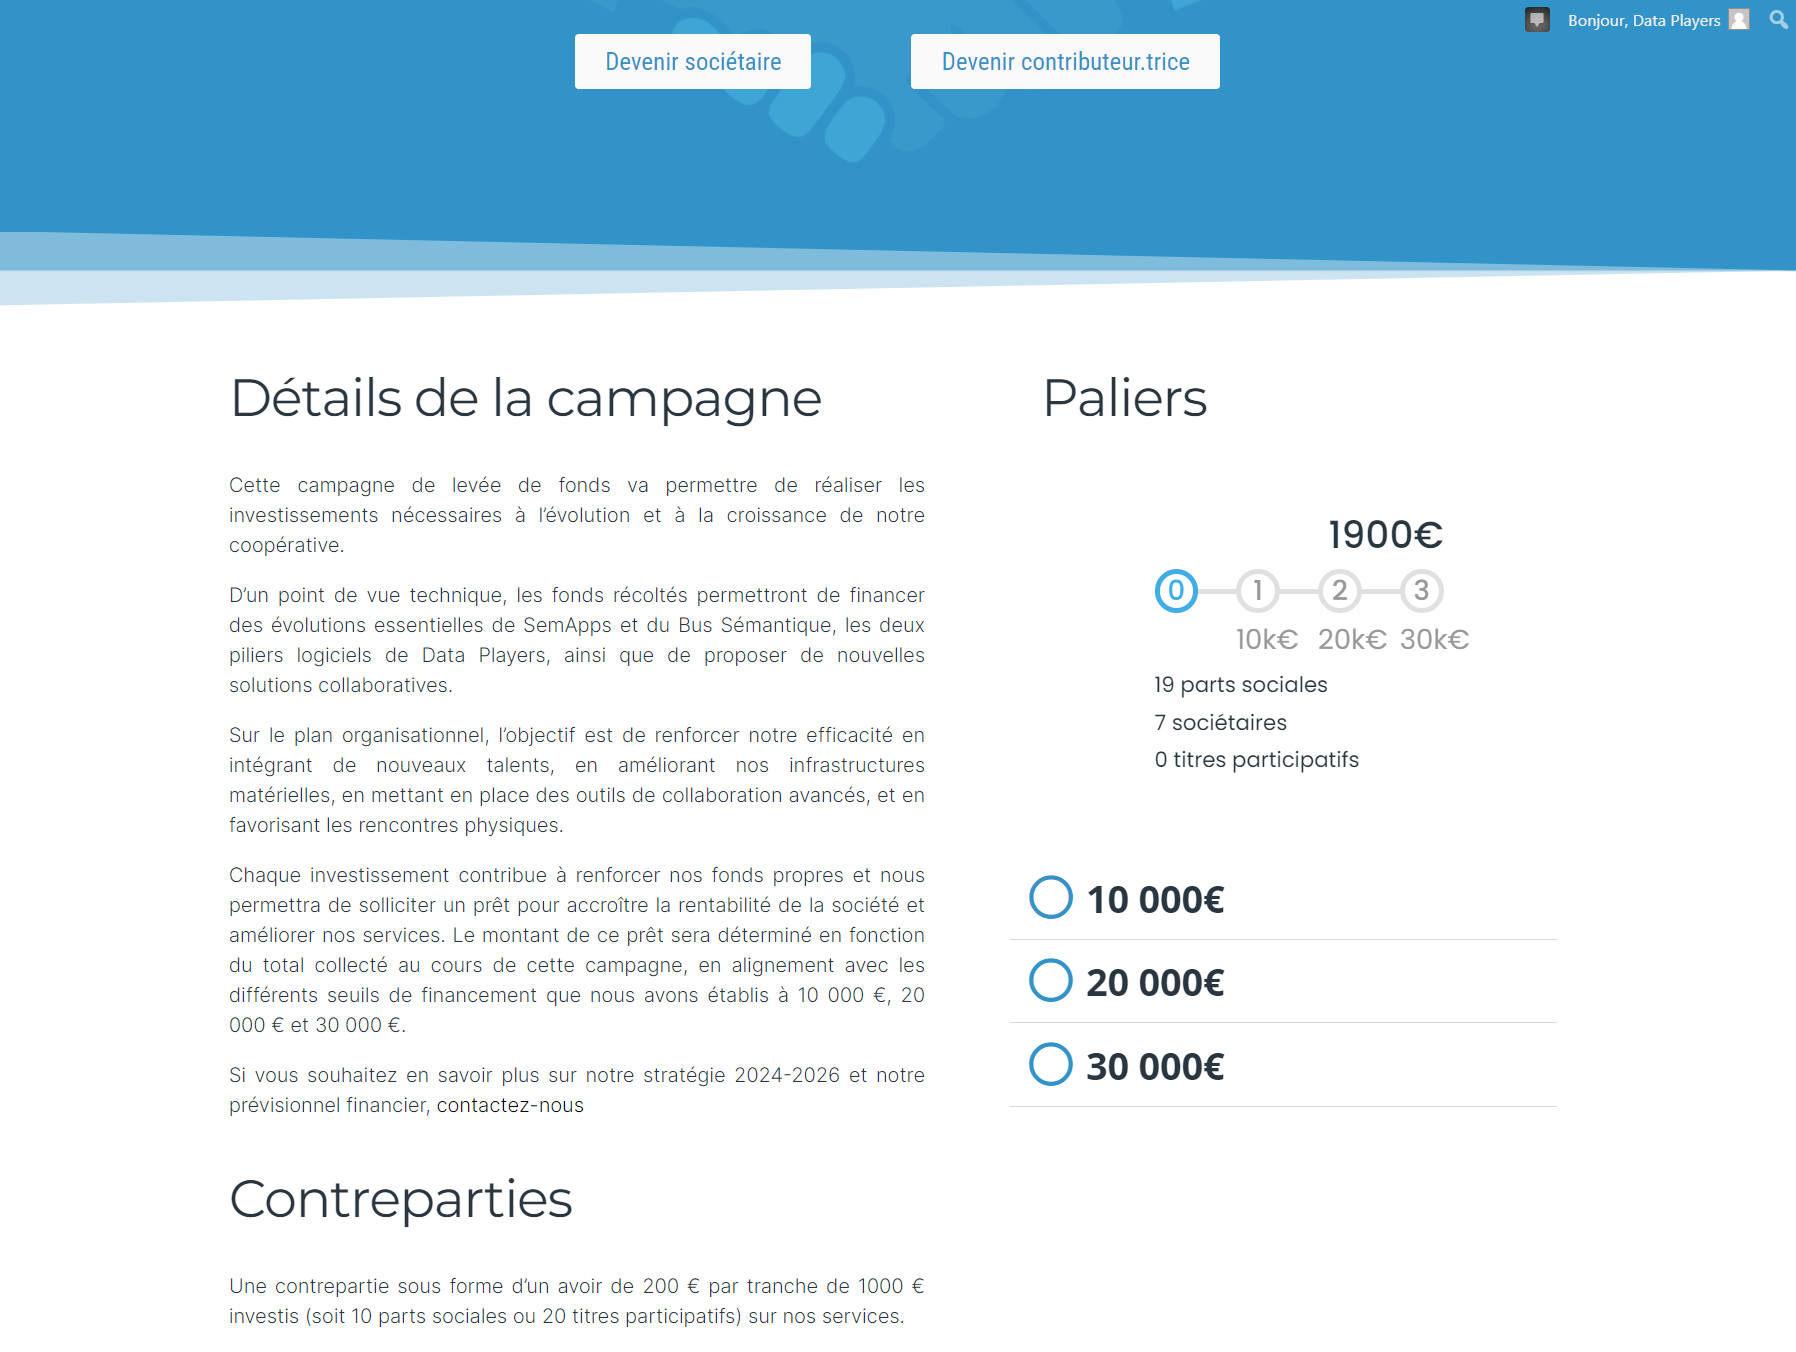 Bonjour, Data Players
Devenir sociétaire
Devenir contributeur.trice
Détails de la campagne
Cette campagne de levée de fonds va permettre de réaliser les
investissements nécessaires à l’évolution et à la croissance de notre
coopérative.
D’un point de vue technique, les fonds récoltés permettront de financer
des évolutions essentielles de SemApps et du Bus Sémantique, les deux
piliers logiciels de Data Players, ainsi que de proposer de nouvelles
solutions collaboratives.
Sur le plan organisationnel, l’objectif est de renforcer notre efficacité en
intégrant de nouveaux talents, en améliorant nos infrastructures
matérielles, en mettant en place des outils de collaboration avancés, et en
favorisant les rencontres physiques.
Chaque investissement contribue à renforcer nos fonds propres et nous
permettra de solliciter un prêt pour accroître la rentabilité de la société et
améliorer nos services. Le montant de ce prêt sera déterminé en fonction
du total collecté au cours de cette campagne, en alignement avec les
différents seuils de financement que nous avons établis à 10 000 €, 20
000 € et 30 000 €.
Si vous souhaitez en savoir plus sur notre stratégie 2024-2026 et notre
prévisionnel financier, contactez-nous
Contreparties
Une contrepartie sous forme d’un avoir de 200 € par tranche de 1000 €
investis (soit 10 parts sociales ou 20 titres participatifs) sur nos services.
Paliers
1900€
0 1 2 3
10k€ 20k€ 30k€
19 parts sociales
7 sociétaires
0 titres participatifs
10 000€
20 000€
30 000€